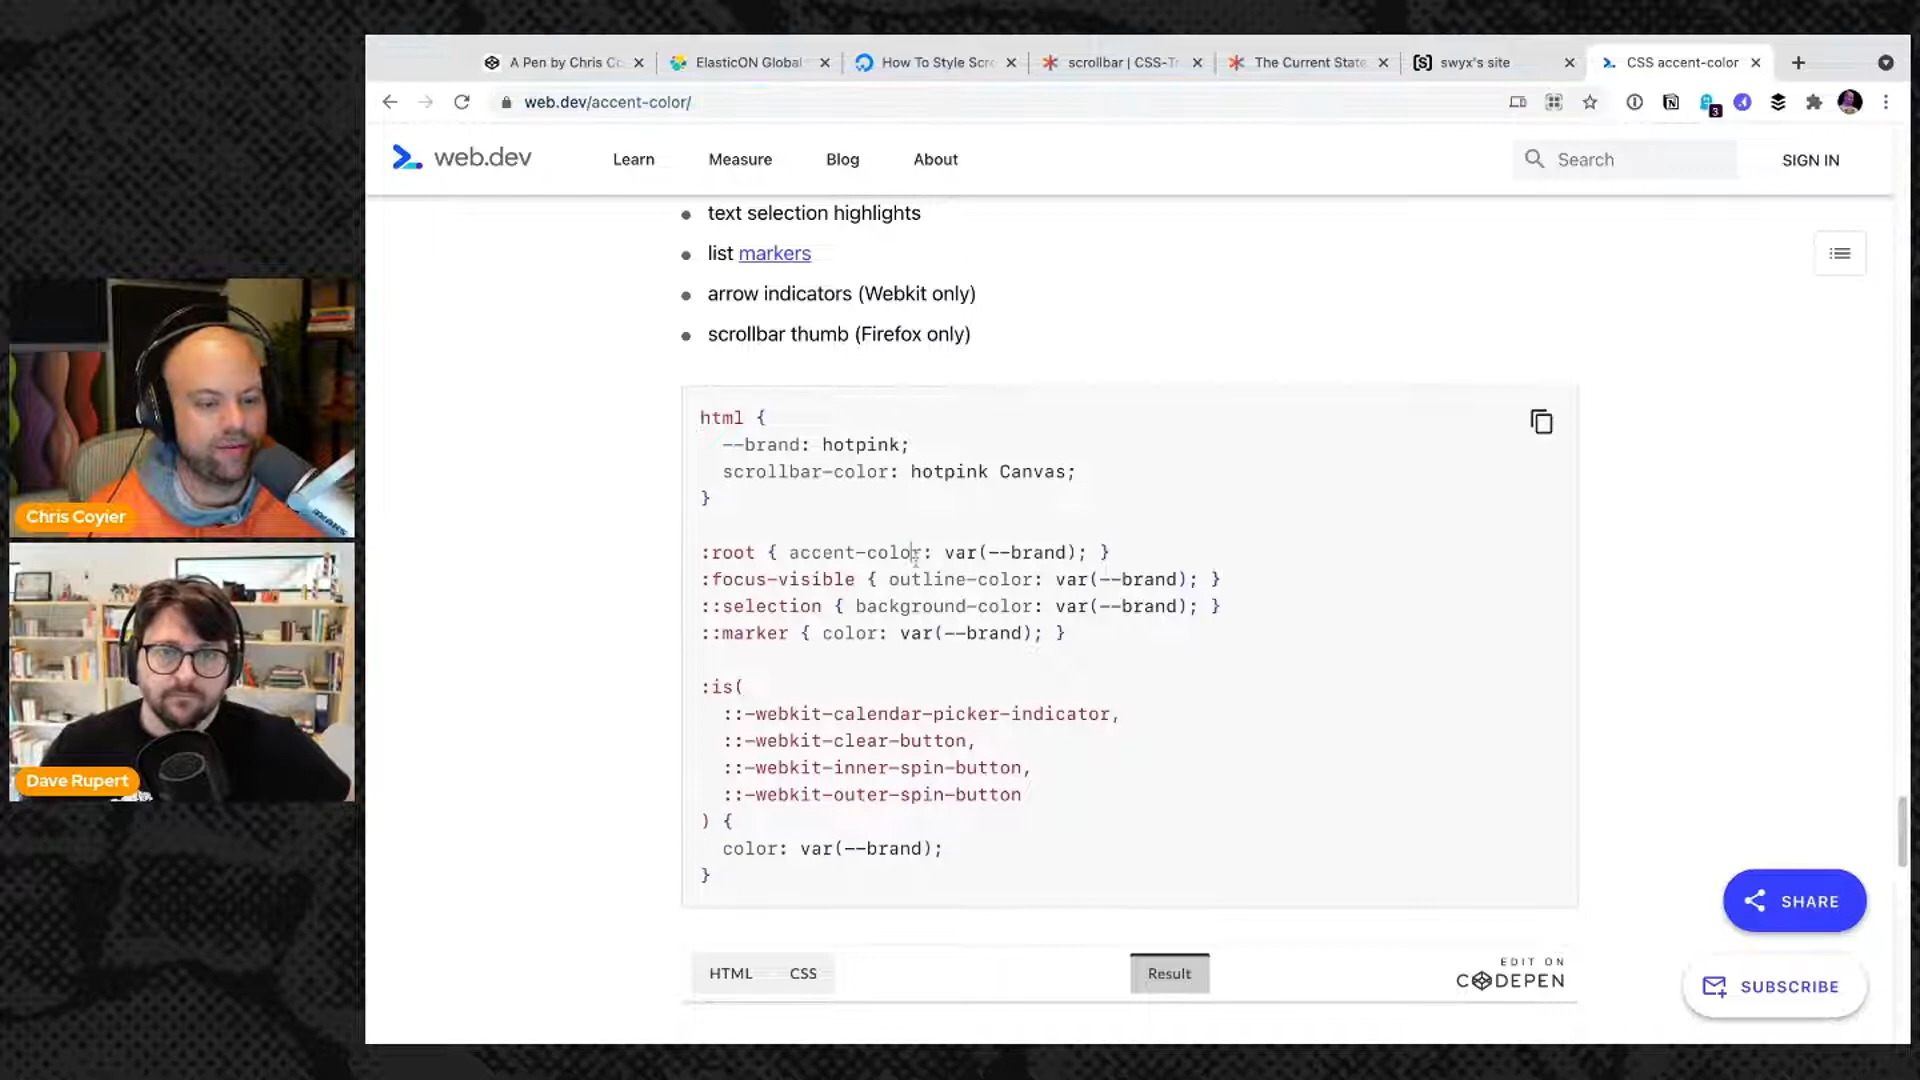 A Pen by Chris Co
ElasticON Global
How To Style Scro
scrollbar | CSS-Tr
The Current State
[S] swyx's site
CSS accent-color
web.dev/accent-color/
3
web.dev
Learn
Measure
Blog
About
Search
SIGN IN
text selection highlights
list markers
arrow indicators (Webkit only)
scrollbar thumb (Firefox only)
html {
--brand: hotpink;
scrollbar-color: hotpink Canvas;
}
:root { accent-color: var(--brand); }
:focus-visible { outline-color: var(--brand); }
::selection { background-color: var(--brand); }
::marker { color: var(--brand); }
:is(
::-webkit-calendar-picker-indicator,
::-webkit-clear-button,
::-webkit-inner-spin-button,
::-webkit-outer-spin-button
) {
color: var(--brand);
}
HTML
CSS
Result
EDIT ON
CODEPEN
SHARE
SUBSCRIBE
Chris Coyier
Dave Rupert